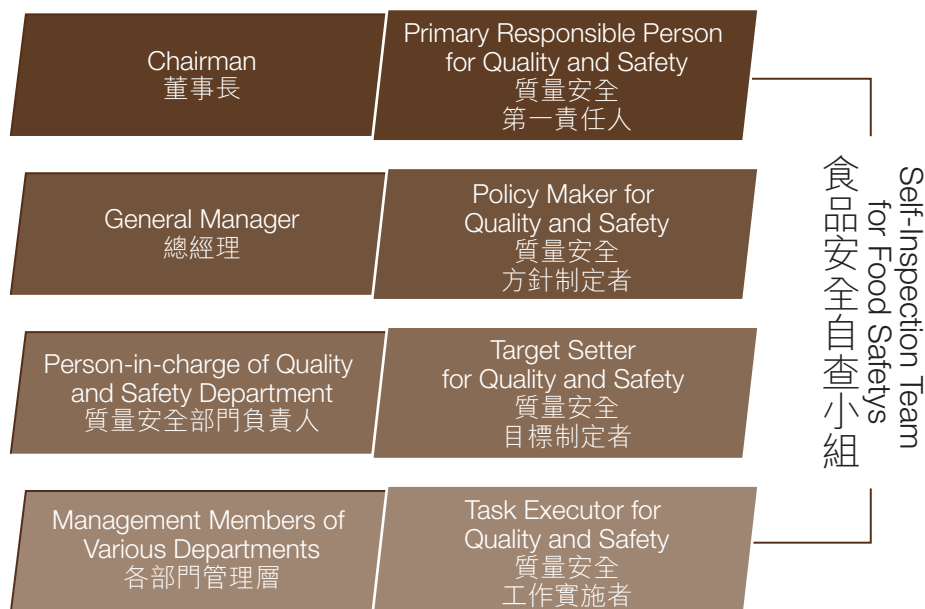 Chairman
董事長
Primary Responsible Person
for Quality and Safety
質量安全
第一責任人
General Manager
總經理
Policy Maker for
Quality and Safety
質量安全
方針制定者
Person-in-charge of Quality
and Safety Department
質量安全部門負責人
Target Setter
for Quality and Safety
質量安全
目標制定者
Management Members of
Various Departments
各部門管理層
Task Executor for
Quality and Safety
質量安全
工作實施者
Self-Inspection Team
for Food Safetys
食品安全自查小組